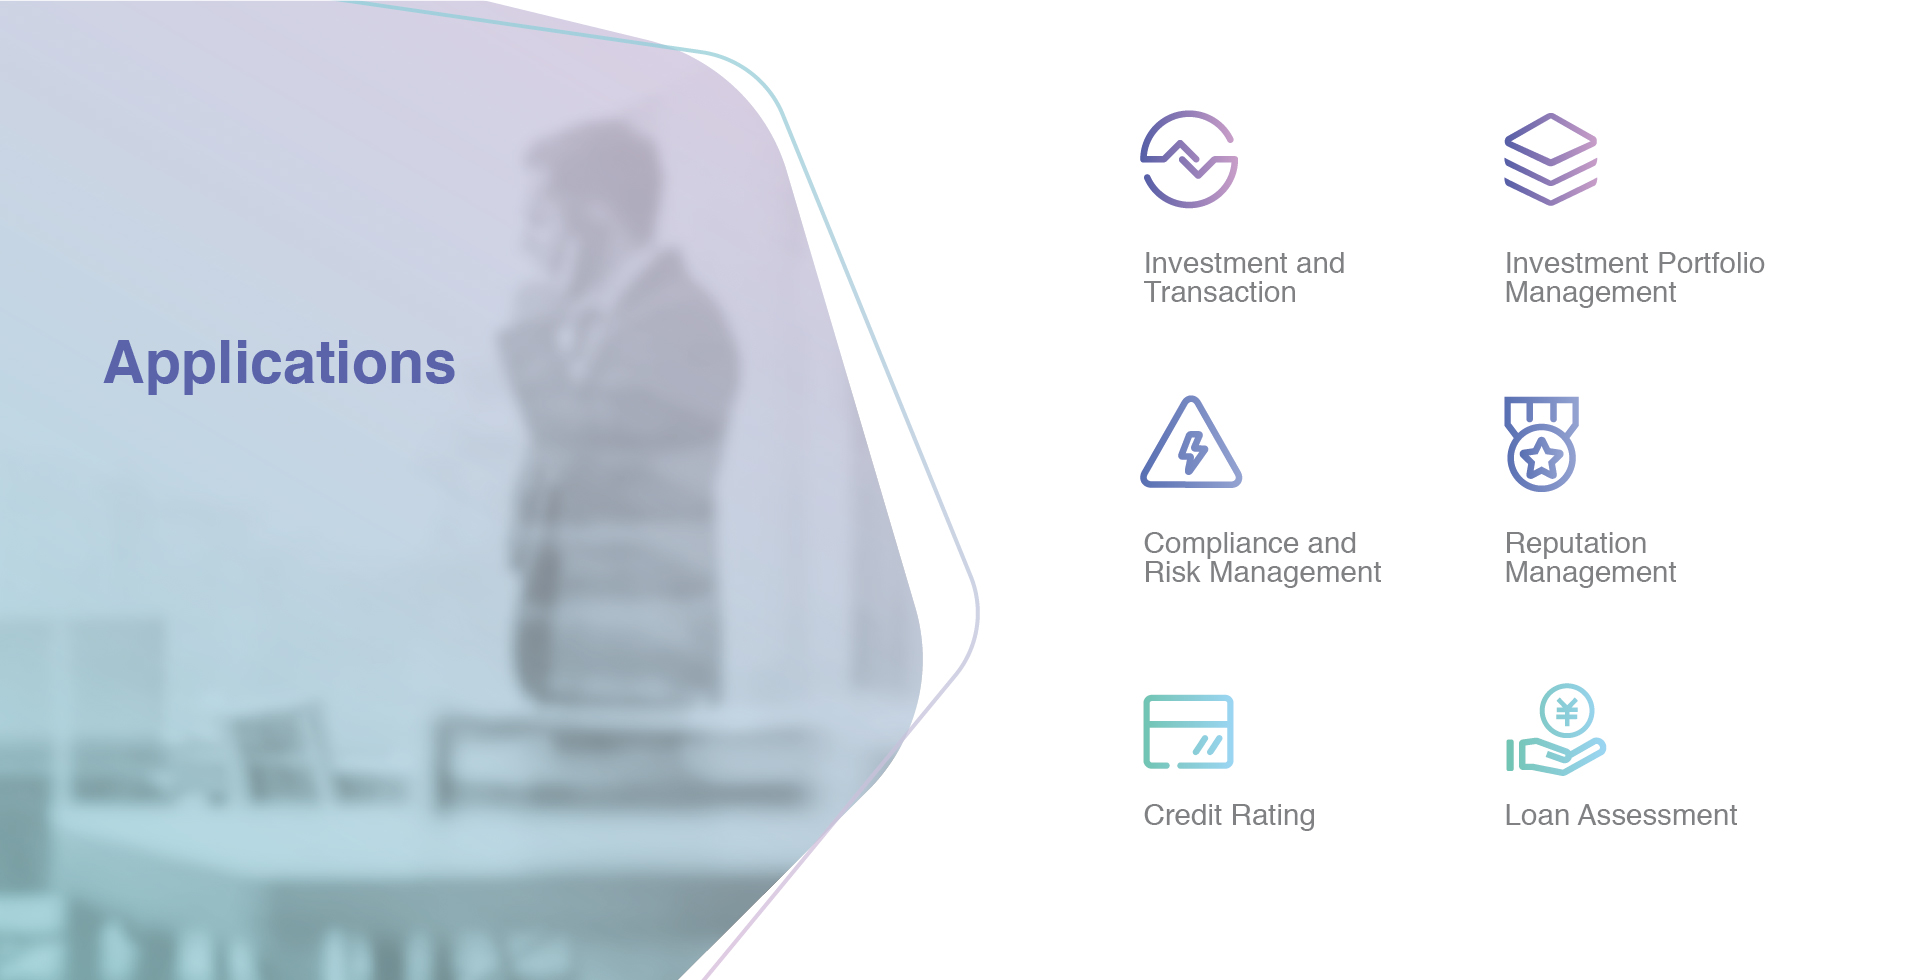 Applications
Investment and
Transaction
Investment Portfolio
Management
Compliance and
Risk Management
Reputation
Management
Credit Rating
¥
Loan Assessment